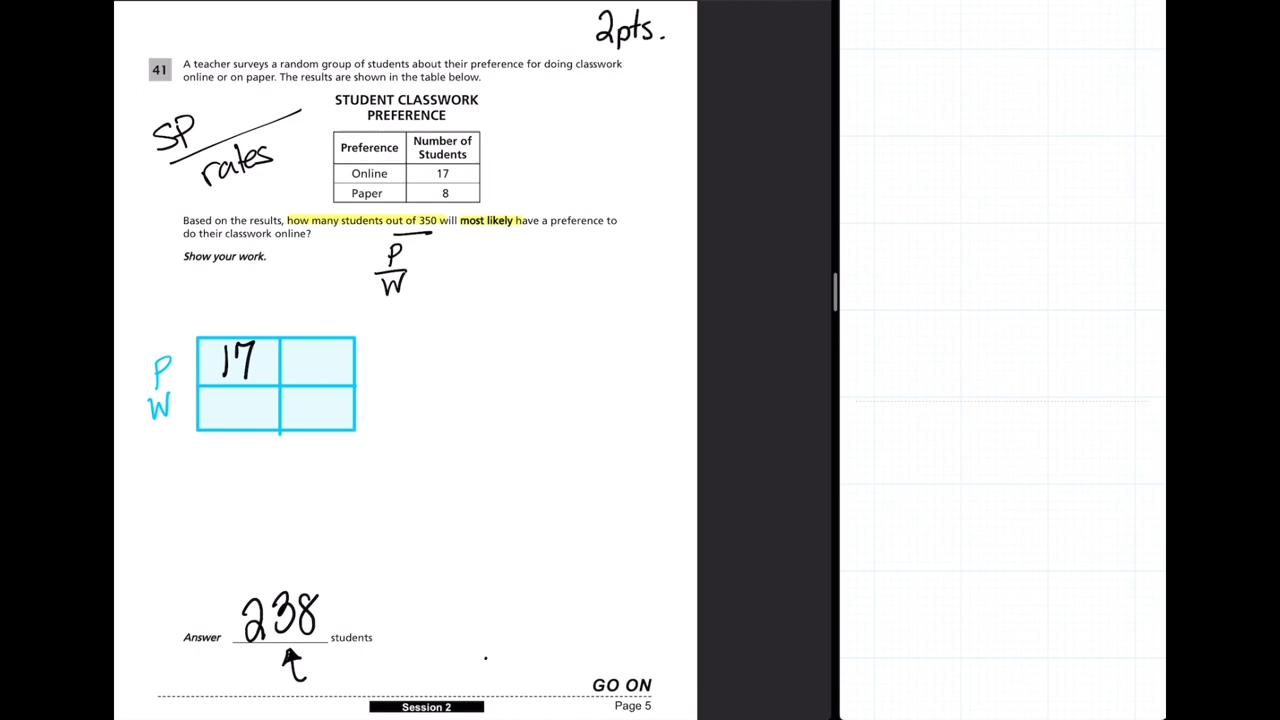 2pts.
41
A teacher surveys a random group of students about their preference for doing classwork
online or on paper. The results are shown in the table below.
STUDENT CLASSWORK
PREFERENCE
SP
rates
Preference Number of Students
Online 17
Paper 8
Based on the results, how many students out of 350 will most likely have a preference to
do their classwork online?
Show your work.
P
W
P 17
W
238
Answer students
GO ON
Session 2
Page 5